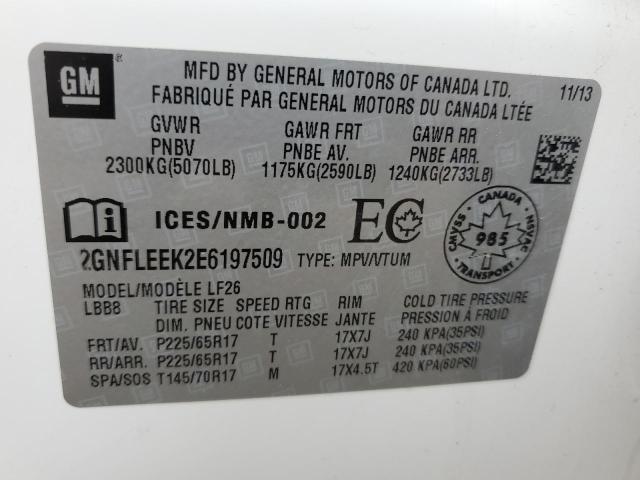 GM
MFD BY GENERAL MOTORS OF CANADA LTD. 11/13
FABRIQUÉ PAR GENERAL MOTORS DU CANADA LTÉE
GVWR GAWR FRT GAWR RR
PNBV PNBE AV. PNBE ARR.
2300KG(5070LB) 1175KG(2590LB) 1240KG(2733LB)
ICES/NMB-002 EC CANADA CMVSS NSVAC 985
2GNFLEEK2E6197509 TYPE: MPV/VTUM
MODEL/MODÈLE LF26
LBB8 TIRE SIZE SPEED RTG RIM COLD TIRE PRESSURE
DIM. PNEU COTE VITESSE JANTE PRESSION À FROID
FRT/AV. P225/65R17 T 17X7J 240 KPA(35PSI)
RR/ARR. P225/65R17 T 17X7J 240 KPA(35PSI)
SPA/SOS T145/70R17 M 17X4.5T 420 KPA(60PSI)